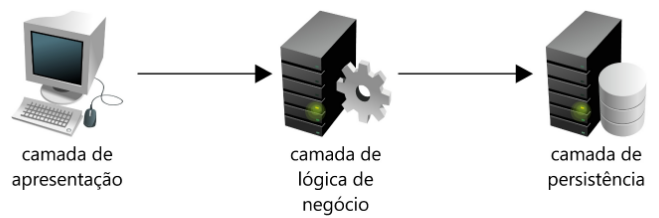 camada de
apresentação
camada de
lógica de
negócio
camada de
persistência